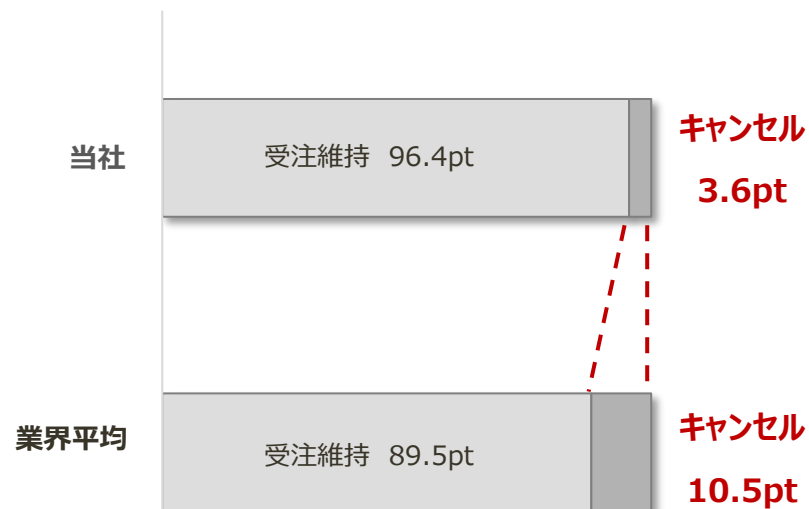 当社
受注維持 96.4pt
キャンセル
3.6pt
業界平均
受注維持 89.5pt
キャンセル
10.5pt